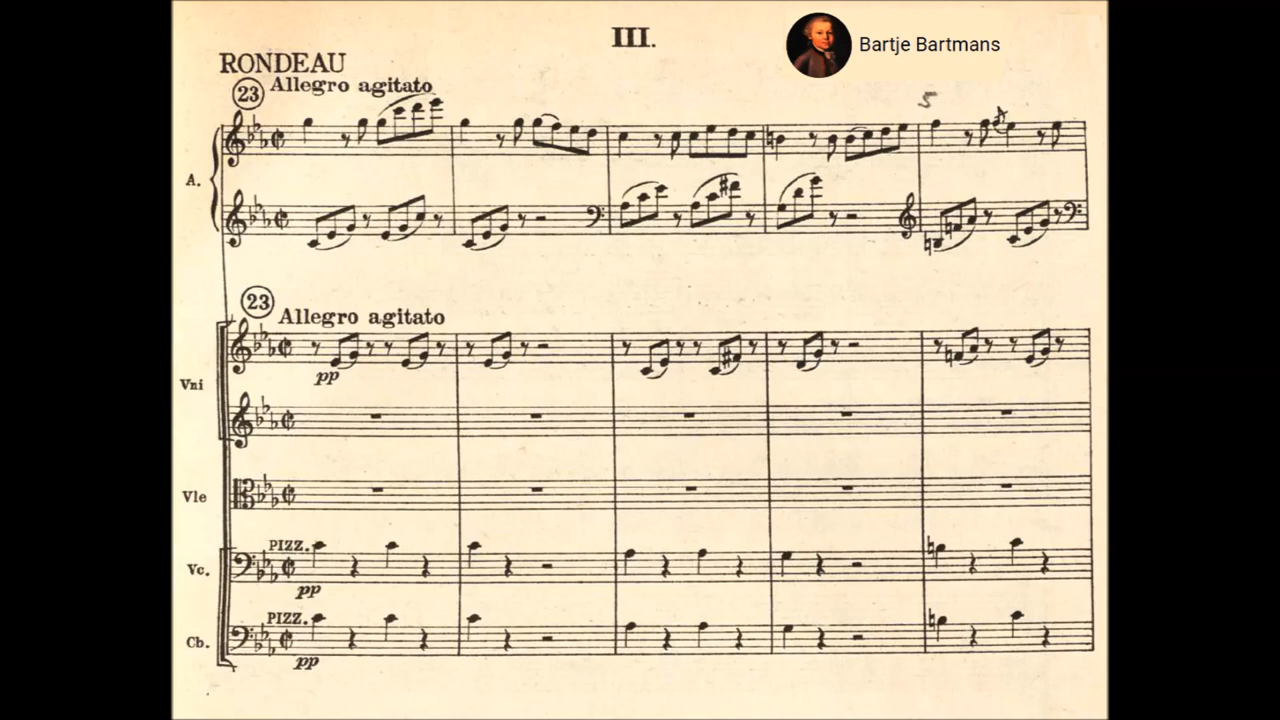 III.
Bartje Bartmans
RONDEAU
23 Allegro agitato
5
A.
23
Allegro agitato
pp
Vni
Vle
PIZZ.
Vc.
pp
PIZZ.
Cb.
pp